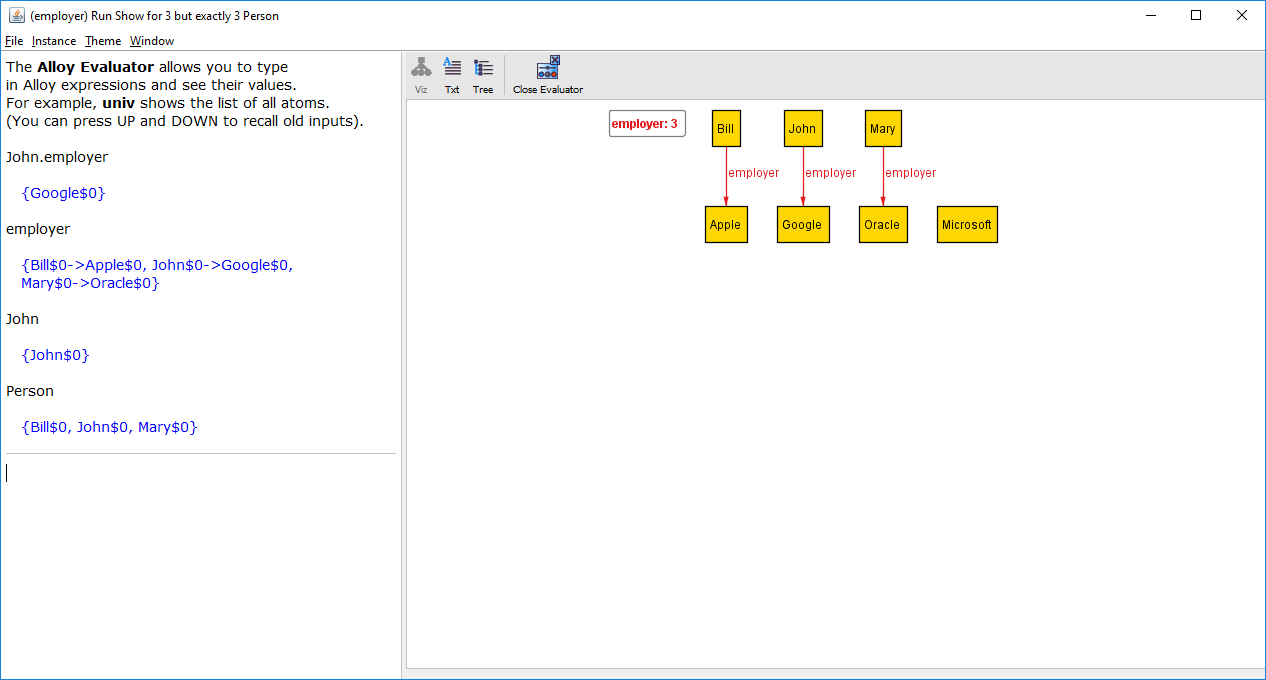 (employer) Run Show for 3 but exactly 3 Person
File Instance Theme Window
The Alloy Evaluator allows you to type
in Alloy expressions and see their values.
For example, univ shows the list of all atoms.
(You can press UP and DOWN to recall old inputs).
John.employer
{Google$0}
employer
{Bill$0->Apple$0, John$0->Google$0,
Mary$0->Oracle$0}
John
{John$0}
Person
{Bill$0, John$0, Mary$0}
Viz Txt Tree Close Evaluator
employer: 3 Bill John Mary
employer employer employer
Apple Google Oracle Microsoft